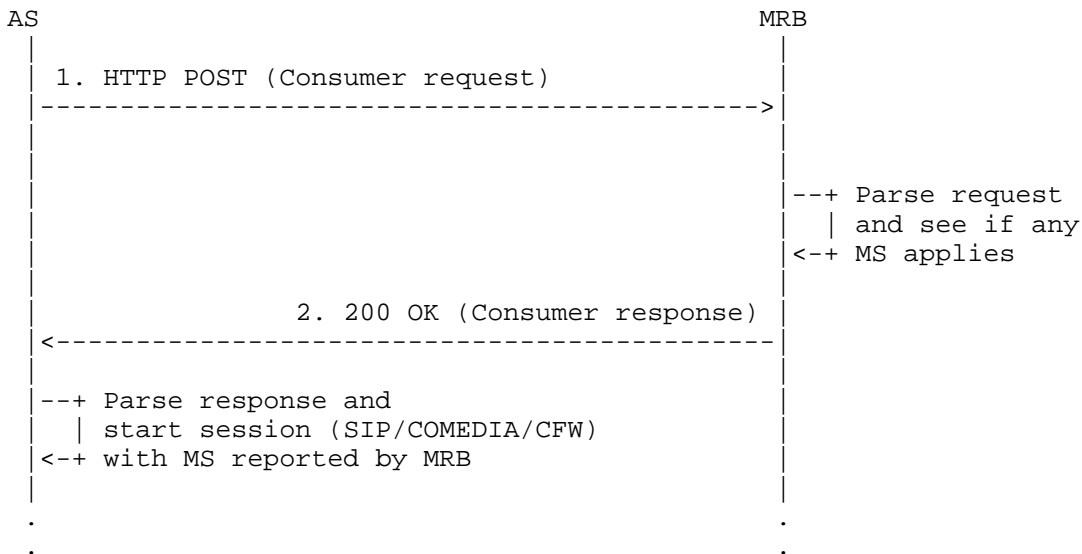 AS MRB
1. HTTP POST (Consumer request)
--+ Parse request
| and see if any
<-+ MS applies
2. 200 OK (Consumer response)
--+ Parse response and
| start session (SIP/COMEDIA/CFW)
<-+ with MS reported by MRB
. .
. .